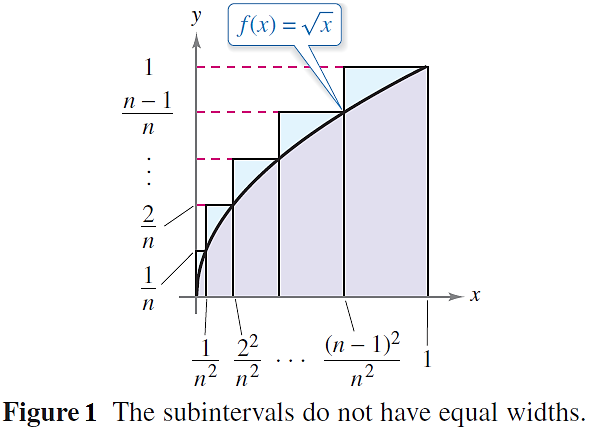 y
f(x) = √x
1
n − 1
n
⋮
2
n
1
n
x
1
n²
2²
n²
. . .
(n − 1)²
n²
1
Figure 1 The subintervals do not have equal widths.